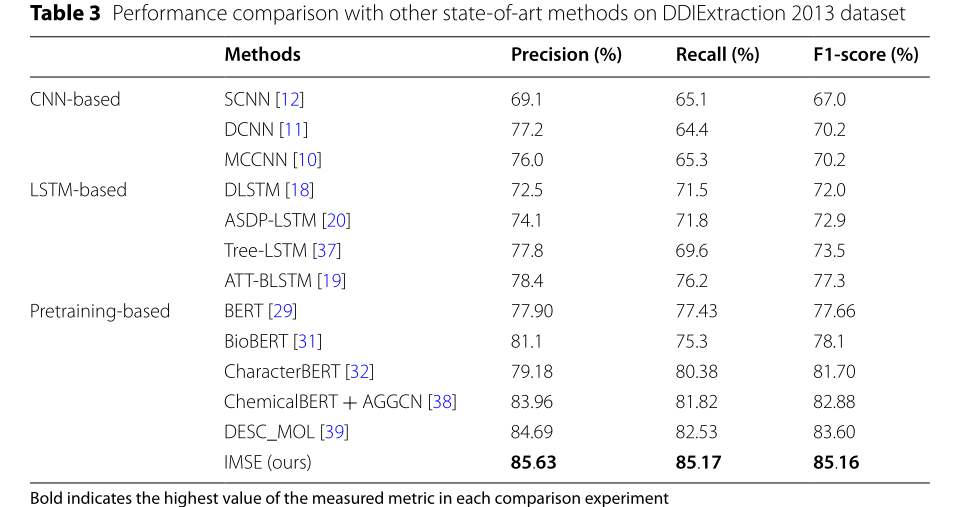 Table 3 Performance comparison with other state-of-art methods on DDIExtraction 2013 dataset
Methods Precision (%) Recall (%) F1-score (%)
CNN-based SCNN [12] 69.1 65.1 67.0
DCNN [11] 77.2 64.4 70.2
MCCNN [10] 76.0 65.3 70.2
LSTM-based DLSTM [18] 72.5 71.5 72.0
ASDP-LSTM [20] 74.1 71.8 72.9
Tree-LSTM [37] 77.8 69.6 73.5
ATT-BLSTM [19] 78.4 76.2 77.3
Pretraining-based BERT [29] 77.90 77.43 77.66
BioBERT [31] 81.1 75.3 78.1
CharacterBERT [32] 79.18 80.38 81.70
ChemicalBERT + AGGCN [38] 83.96 81.82 82.88
DESC_MOL [39] 84.69 82.53 83.60
IMSE (ours) 85.63 85.17 85.16
Bold indicates the highest value of the measured metric in each comparison experiment